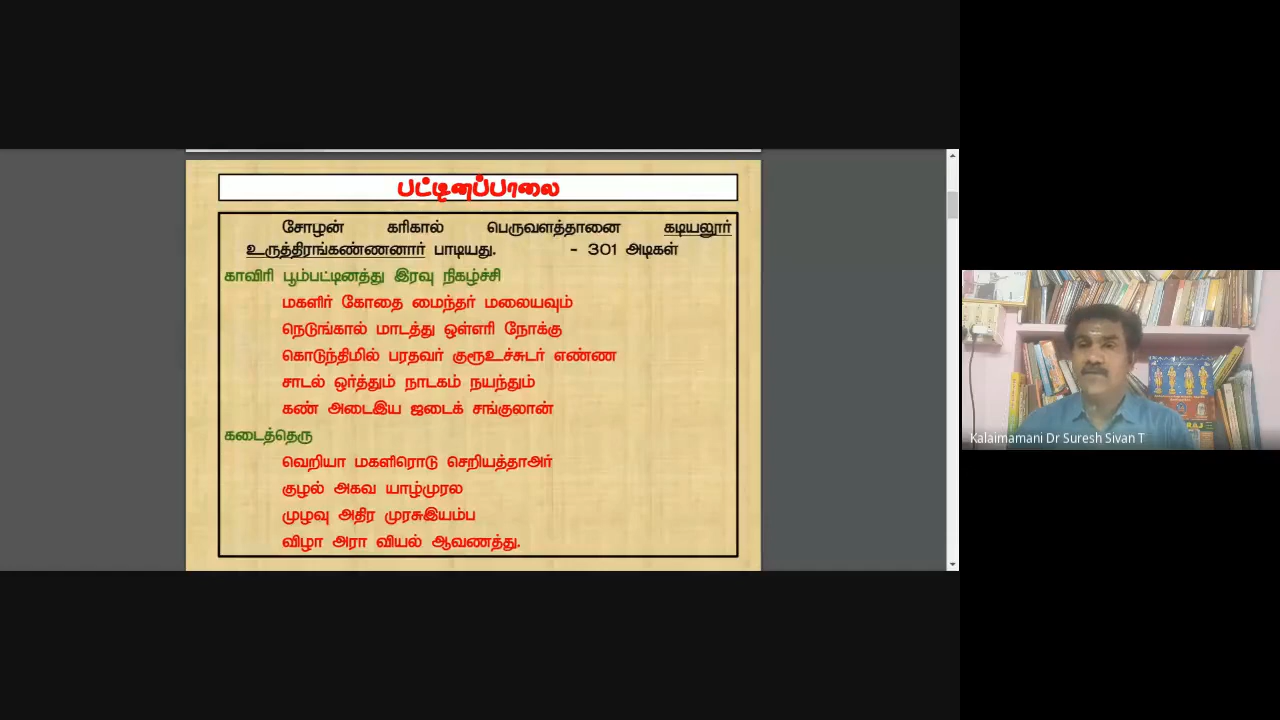 பட்டினப்பாலை
சோழன் கரிகால் பெருவளத்தானை கடியலூர்
உருத்திரங்கண்ணனார் பாடியது. - 301 அடிகள்
காவிரி பூம்பட்டினத்து இரவு நிகழ்ச்சி
மகளிர் கோதை மைந்தர் மலையவும்
நெடுங்கால் மாடத்து ஒள்ளரி நோக்கு
கொடுந்திமில் பரதவர் குரூஉச்சுடர் எண்ண
சாடல் ஒர்த்தும் நாடகம் நயந்தும்
கண் அடைஇய ஜடைக் சங்குலான்
கடைத்தெரு
வெறியா மகளிரொடு செறியத்தாஅர்
குழல் அகவ யாழ்முரல
முழவு அதிர முரசுஇயம்ப
விழா அரா வியல் ஆவணத்து.
Kalaimamani Dr Suresh Sivan T